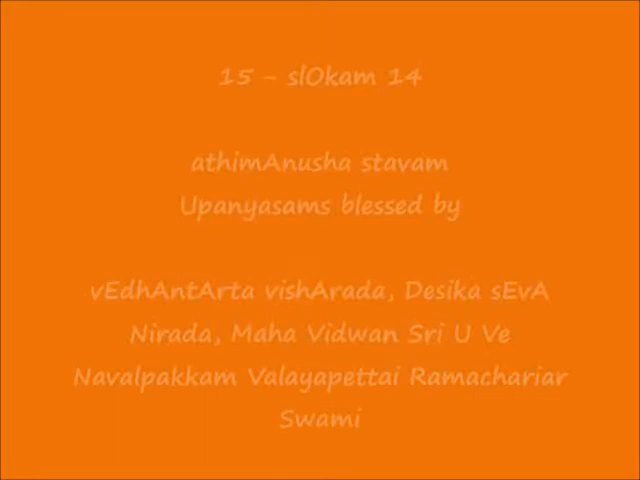 15 - slOkam 14
athimAnusha stavam
Upanyasams blessed by
vEdhAntArta vishArada, Desika sEvA
Nirada, Maha Vidwan Sri U Ve
Navalpakkam Valayapettai Ramachariar
Swami